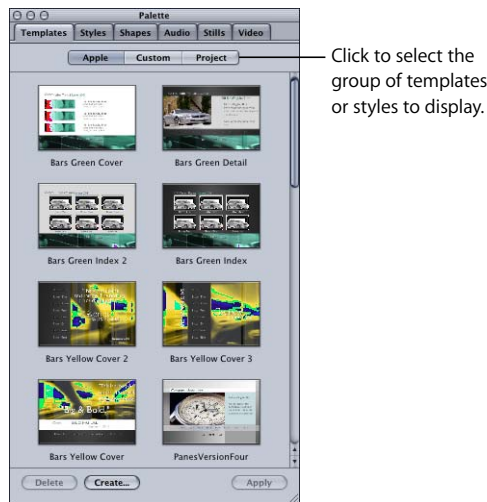 Palette
Templates Styles Shapes Audio Stills Video
Apple Custom Project
Click to select the
group of templates
or styles to display.
Bars Green Cover Bars Green Detail
Bars Green Index 2 Bars Green Index
Bars Yellow Cover 2 Bars Yellow Cover 3
Bars Yellow Cover PanesVersionFour
Delete Create... Apply